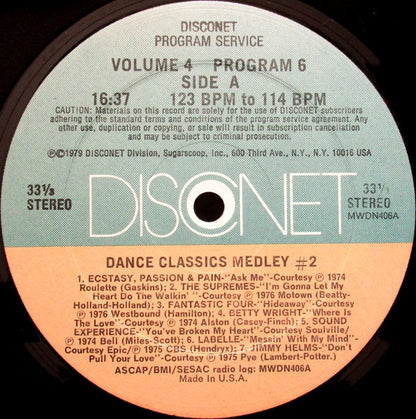 DISCONET
PROGRAM SERVICE
VOLUME 4 PROGRAM 6
SIDE A
16:37 123 BPM to 114 BPM
CAUTION: Materials on this record are solely for the use of DISCONET subscribers
adhering to the standard terms and conditions of the program service agreement. Any
other use, duplication or copying, or sale will result in subscription cancellation
and may be subject to criminal prosecution.
Ⓟ©1979 DISCONET Division, Sugarscoop, Inc., 600 Third Ave., N.Y., N.Y. 10016 USA
33⅓ STEREO
DISCONET
33⅓ STEREO
MWDN406A
DANCE CLASSICS MEDLEY #2
1. ECSTASY, PASSION & PAIN-"Ask Me"-Courtesy Ⓟ 1974
Roulette (Gaskins); 2. THE SUPREMES-"I'm Gonna Let My
Heart Do The Walkin' "-Courtesy Ⓟ 1976 Motown (Beatty-
Holland-Holland); 3. FANTASTIC FOUR-"Hideaway"-Courtesy
Ⓟ 1976 Westbound (Hamilton); 4. BETTY WRIGHT-"Where Is
The Love"-Courtesy Ⓟ 1974 Alston (Casey-Finch); 5. SOUND
EXPERIENCE-"You've Broken My Heart"-Courtesy Soulville/
Ⓟ 1974 Bell (Miles-Scott); 6. LABELLE-"Messin' With My Mind"-
Courtesy Epic/Ⓟ 1975 CBS (Hendryx); 7. JIMMY HELMS-"Don't
Pull Your Love"-Courtesy Ⓟ 1975 Pye (Lambert-Potter.)
ASCAP/BMI/SESAC radio log: MWDN406A
Made in U.S.A.